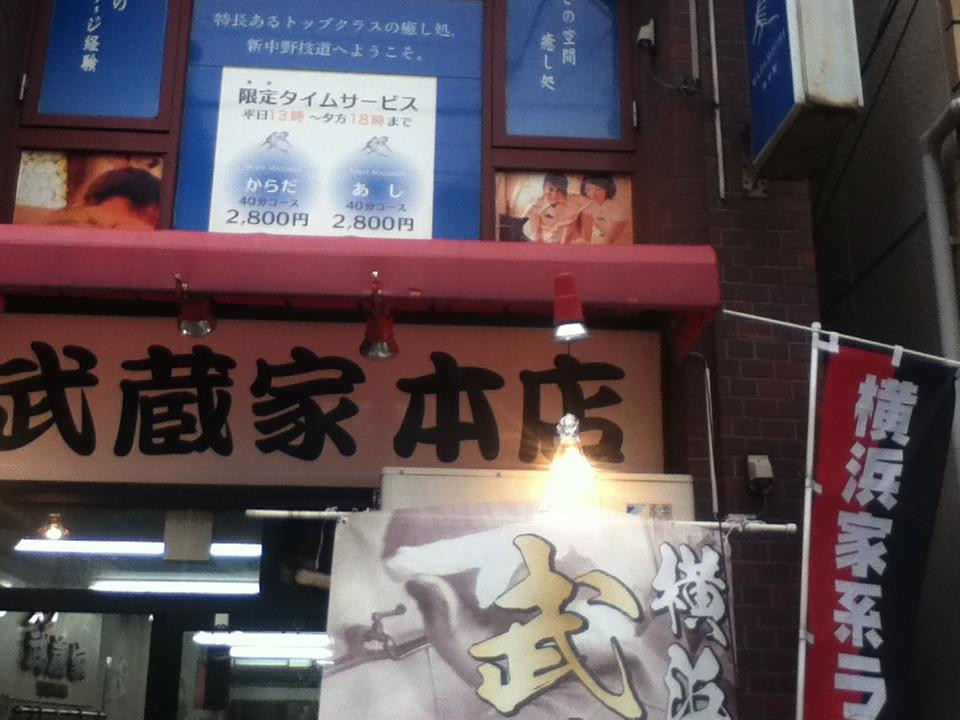 の
ージ経験
特長あるトップクラスの癒し処、
新中野技道へようこそ。
の空間
癒し処
限定タイムサービス
平日13時～夕方18時まで
からだ
40分コース
2,800円
あし
40分コース
2,800円
武蔵家本店
横浜家系ラ
横浜
武